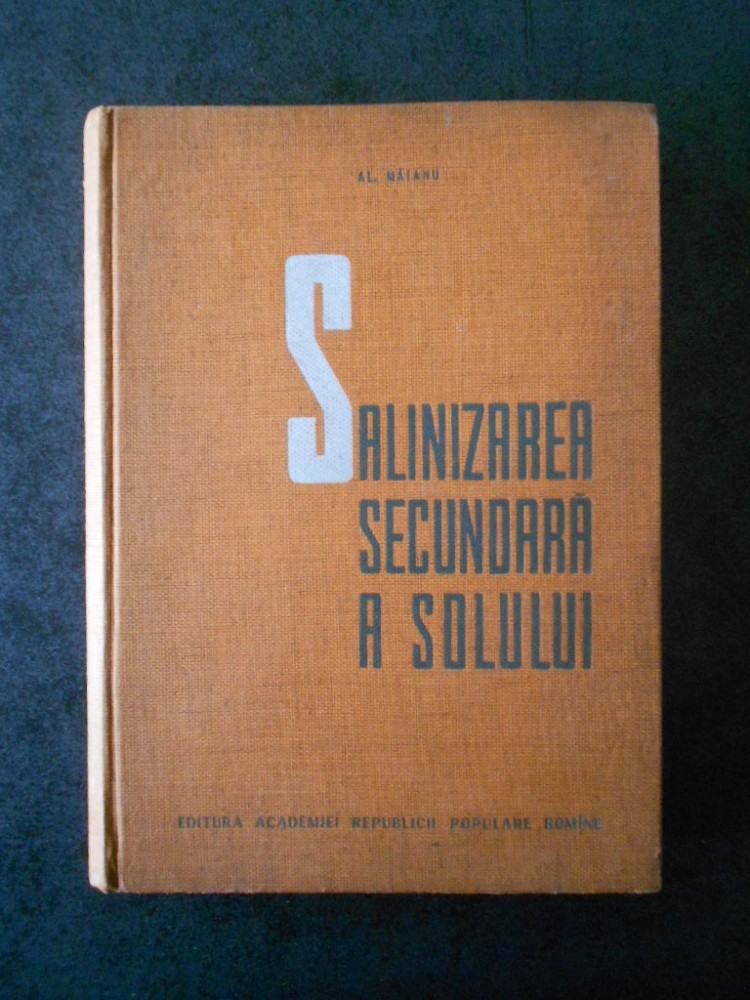 AL. MĂIANU
SALINIZAREA
SECUNDARĂ
A SOLULUI
EDITURA ACADEMIEI REPUBLICII POPULARE ROMÎNE